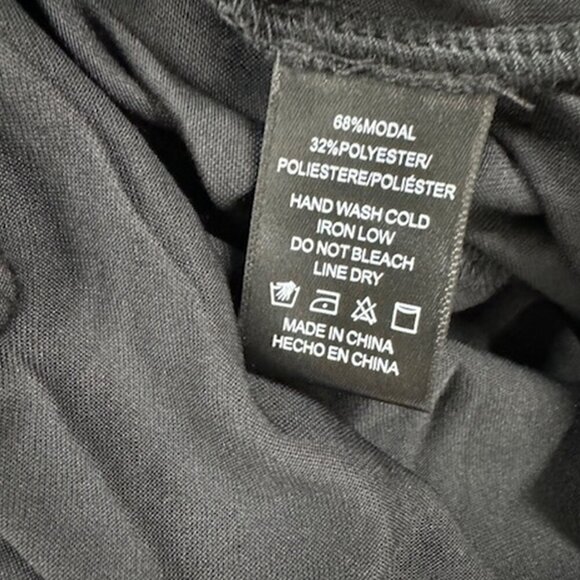 68%MODAL
32%POLYESTER/
POLIESTERE/POLIÉSTER
HAND WASH COLD
IRON LOW
DO NOT BLEACH
LINE DRY
MADE IN CHINA
HECHO EN CHINA